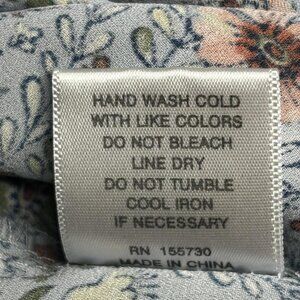 HAND WASH COLD
WITH LIKE COLORS
DO NOT BLEACH
LINE DRY
DO NOT TUMBLE
COOL IRON
IF NECESSARY
RN 155730
MADE IN CHINA